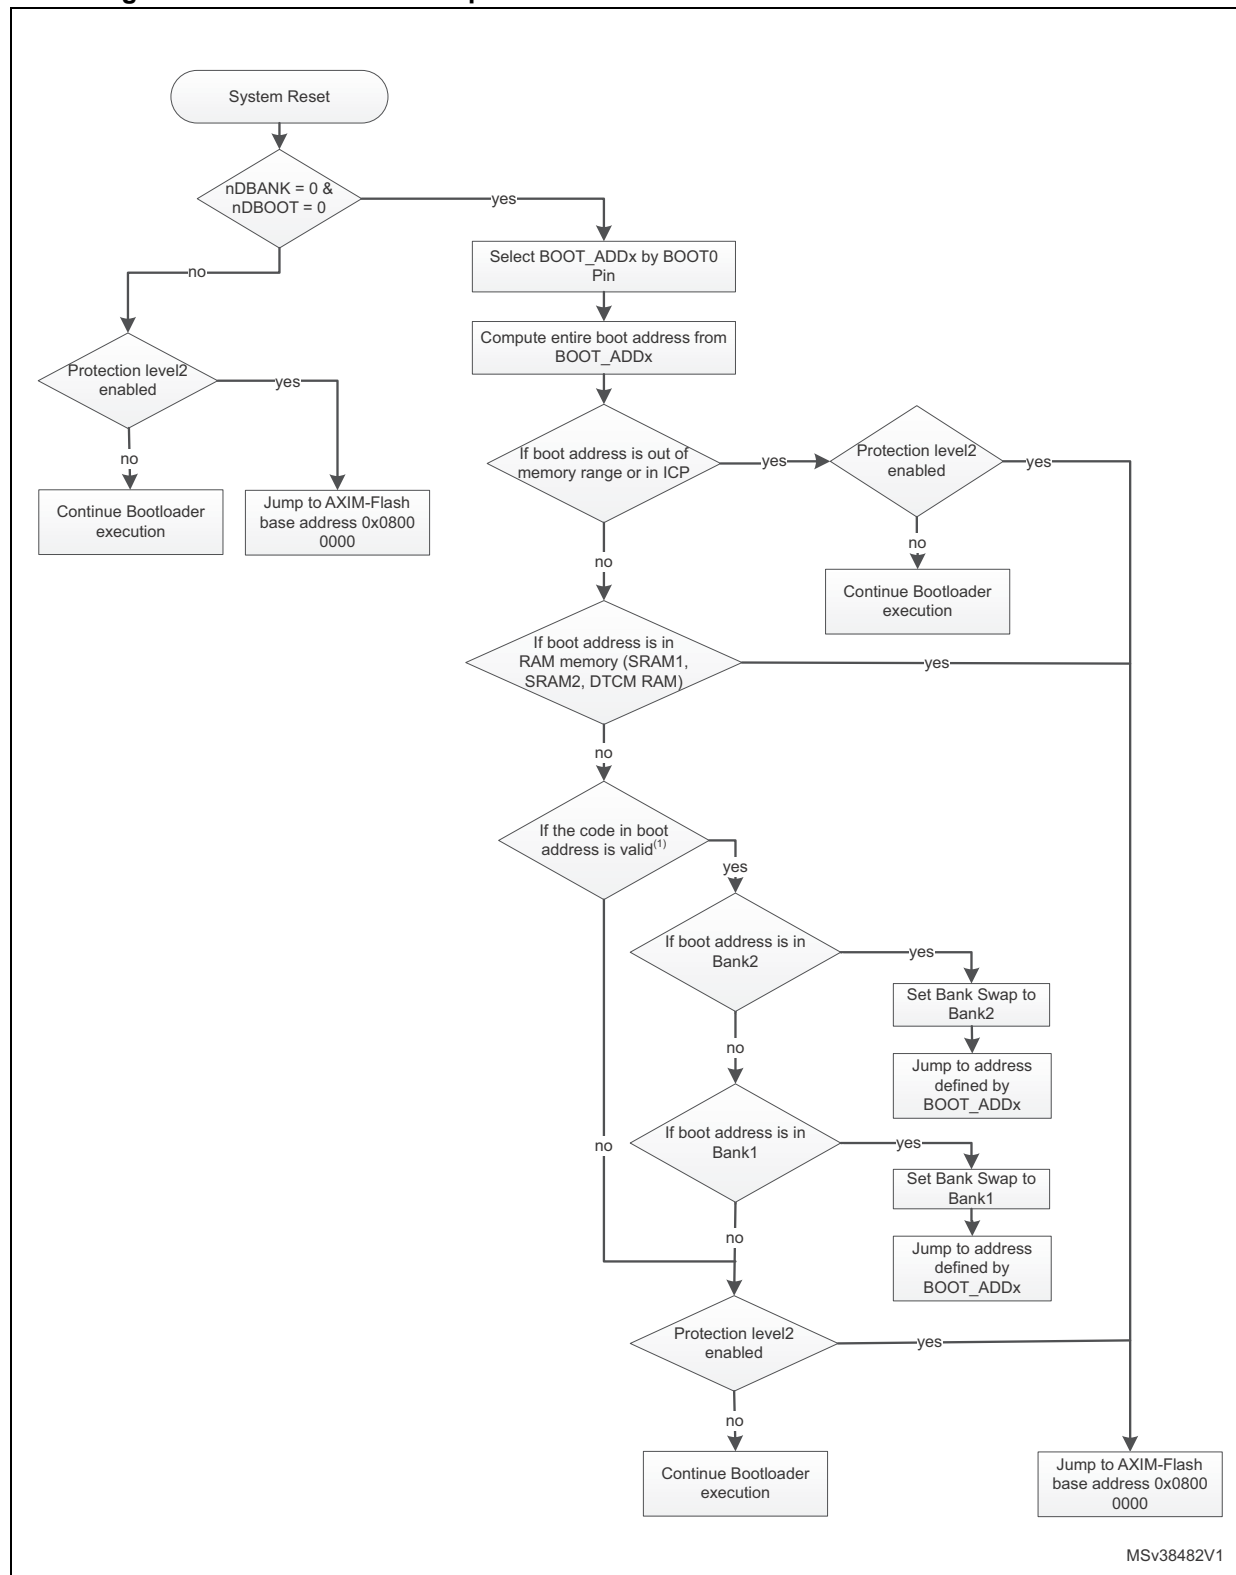 System Reset
nDBANK = 0 &
nDBOOT = 0
yes
no
Select BOOT_ADDx by BOOT0
Pin
Compute entire boot address from
BOOT_ADDx
Protection level2
enabled
yes
no
Continue Bootloader
execution
Jump to AXIM-Flash
base address 0x0800
0000
If boot address is out of
memory range or in ICP
yes
Protection level2
enabled
yes
no
Continue Bootloader
execution
no
If boot address is in
RAM memory (SRAM1,
SRAM2, DTCM RAM)
yes
no
If the code in boot
address is valid(1)
yes
If boot address is in
Bank2
yes
Set Bank Swap to
Bank2
Jump to address
defined by
BOOT_ADDx
no
If boot address is in
Bank1
yes
no
Set Bank Swap to
Bank1
Jump to address
defined by
BOOT_ADDx
no
Protection level2
enabled
yes
no
Continue Bootloader
execution
Jump to AXIM-Flash
base address 0x0800
0000
MSv38482V1